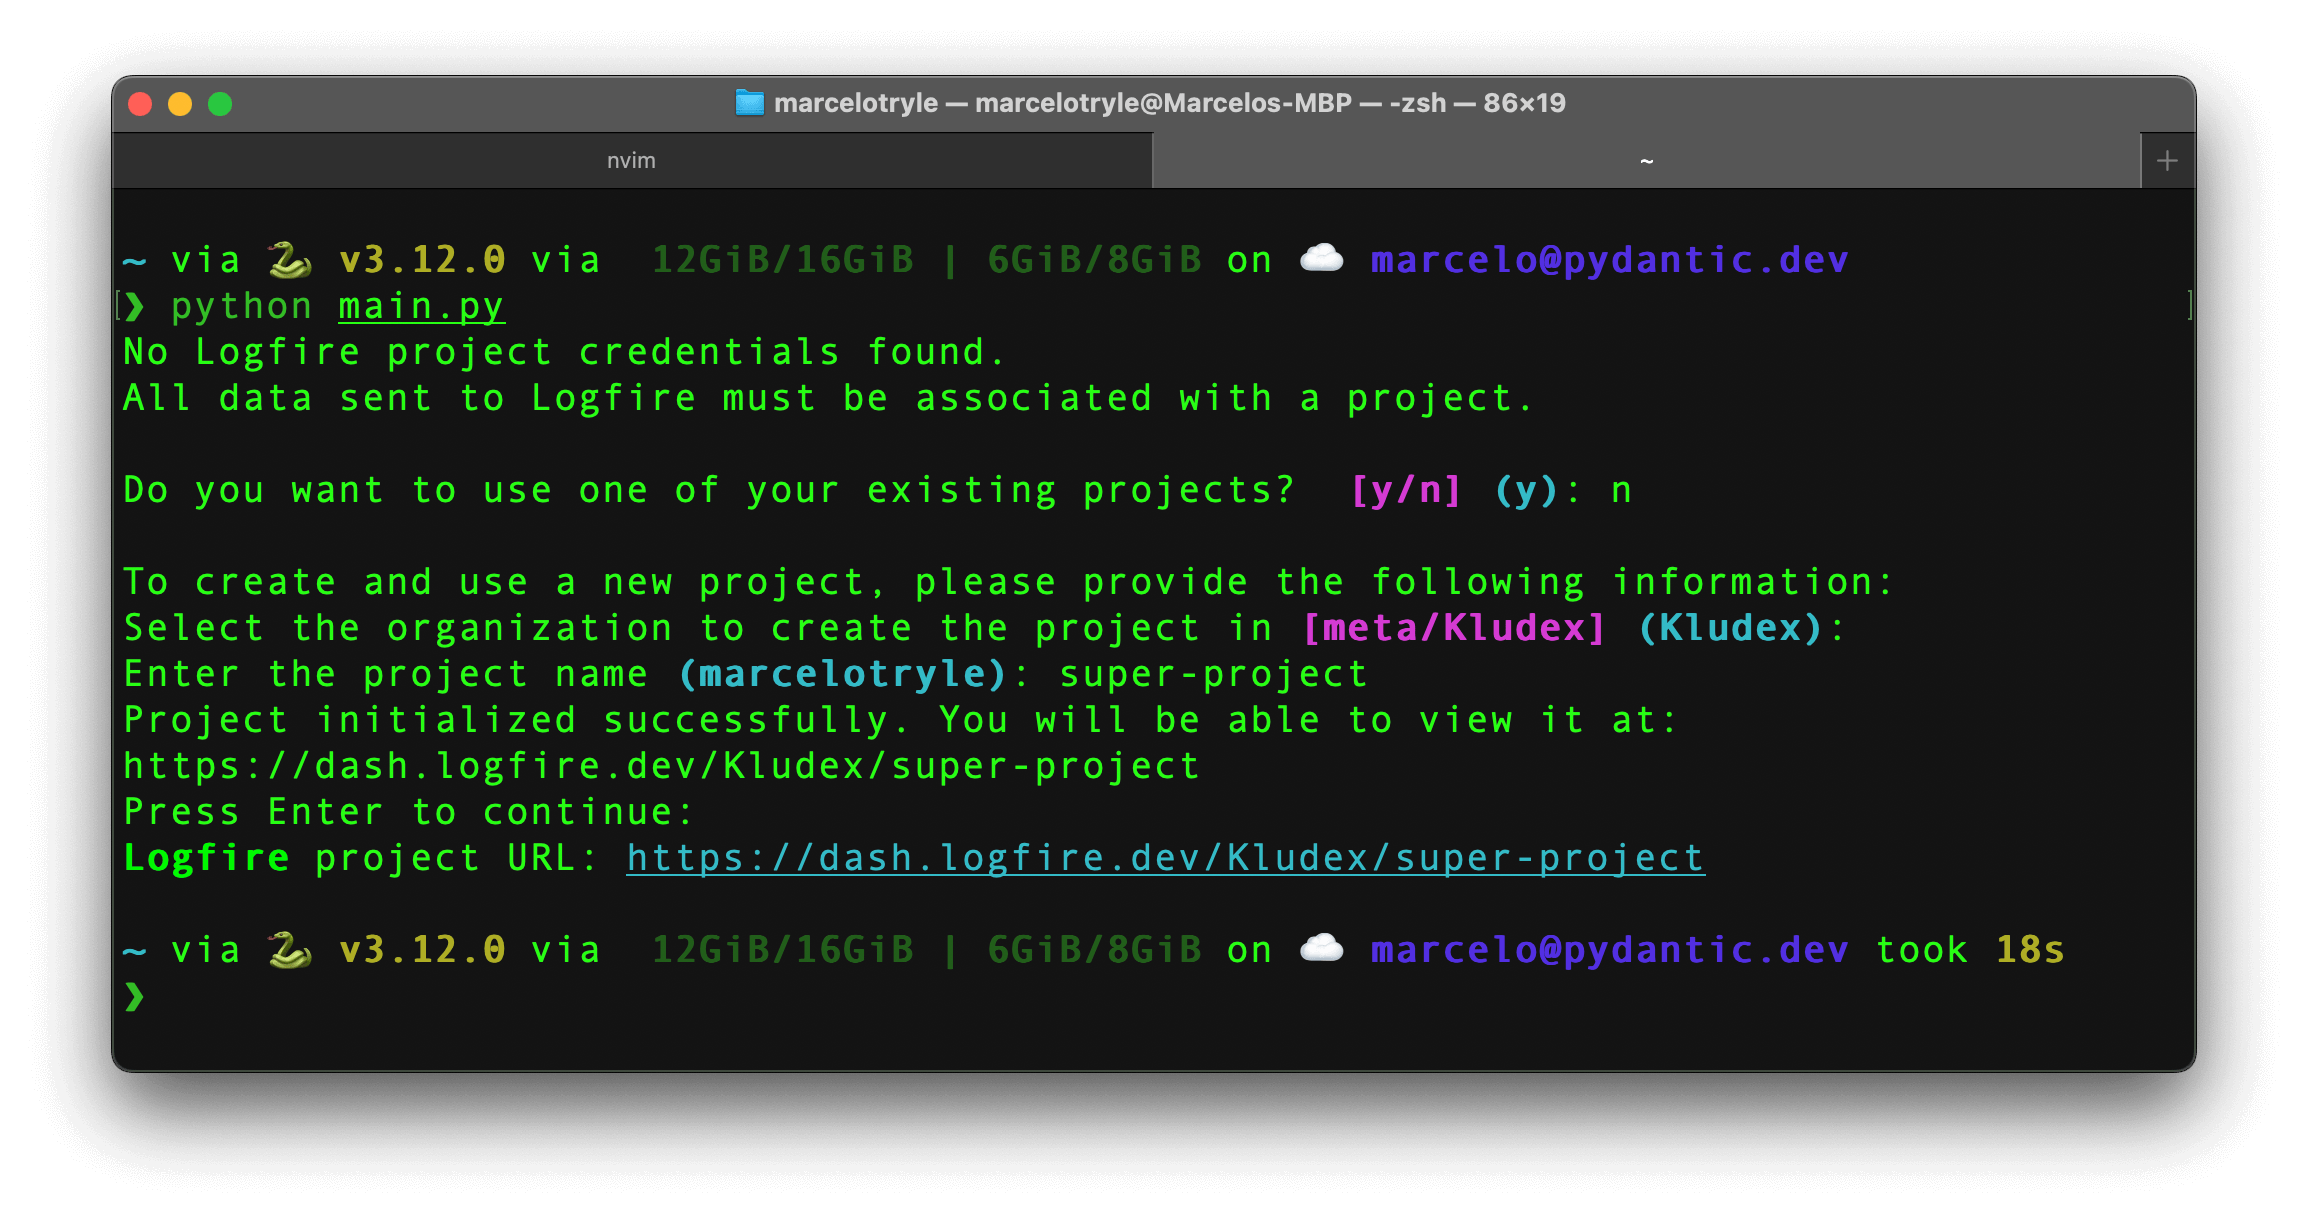 marcelotryle — marcelotryle@Marcelos-MBP — -zsh — 86×19
nvim
~
~ via 🐍 v3.12.0 via 12GiB/16GiB | 6GiB/8GiB on ☁️ marcelo@pydantic.dev
[❯ python main.py ]
No Logfire project credentials found.
All data sent to Logfire must be associated with a project.
Do you want to use one of your existing projects? [y/n] (y): n
To create and use a new project, please provide the following information:
Select the organization to create the project in [meta/Kludex] (Kludex):
Enter the project name (marcelotryle): super-project
Project initialized successfully. You will be able to view it at:
https://dash.logfire.dev/Kludex/super-project
Press Enter to continue:
Logfire project URL: https://dash.logfire.dev/Kludex/super-project
~ via 🐍 v3.12.0 via 12GiB/16GiB | 6GiB/8GiB on ☁️ marcelo@pydantic.dev took 18s
❯